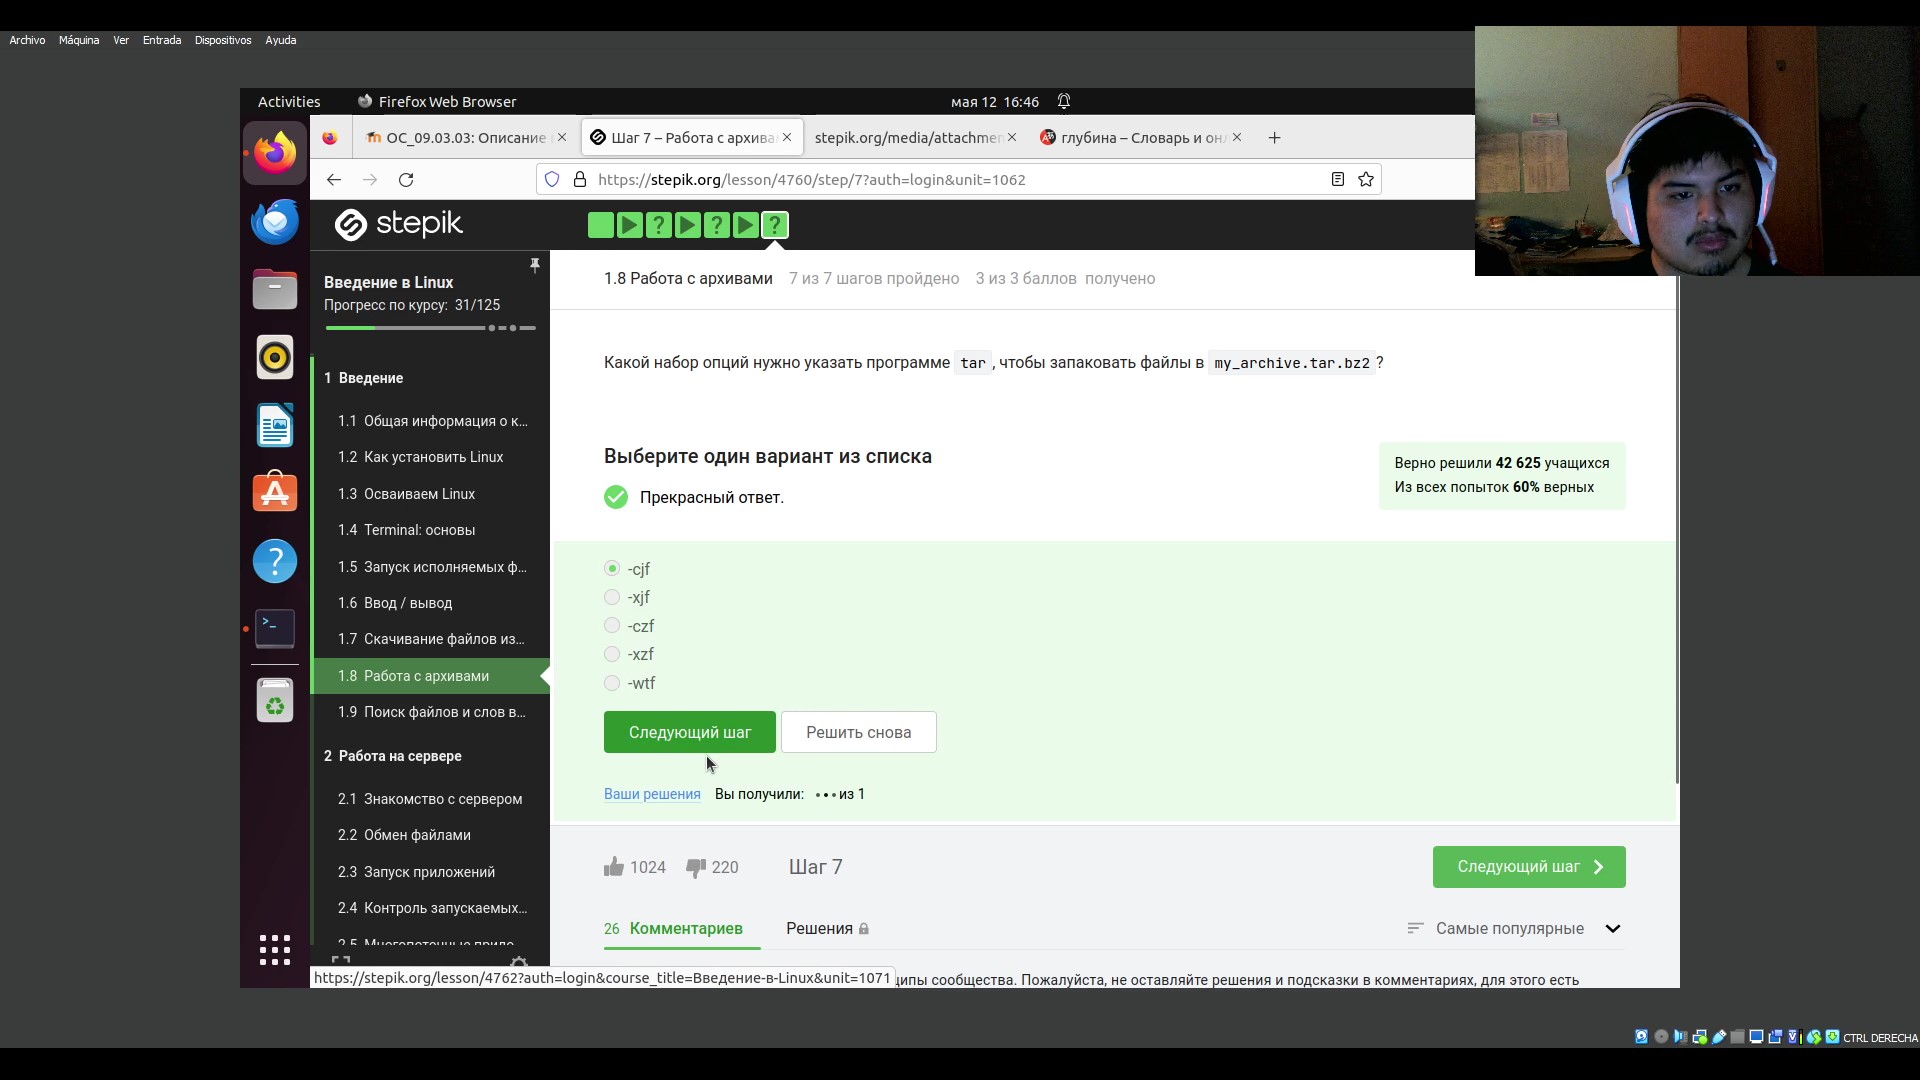 Archivo Máquina Ver Entrada Dispositivos Ayuda
Activities Firefox Web Browser мая 12 16:46
ОС_09.03.03: Описание Шаг 7 – Работа с архива stepik.org/media/attachmen глубина – Словарь и онл
https://stepik.org/lesson/4760/step/7?auth=login&unit=1062
stepik
Введение в Linux
Прогресс по курсу: 31/125
1 Введение
1.1 Общая информация о к...
1.2 Как установить Linux
1.3 Осваиваем Linux
1.4 Terminal: основы
1.5 Запуск исполняемых ф...
1.6 Ввод / вывод
1.7 Скачивание файлов из...
1.8 Работа с архивами
1.9 Поиск файлов и слов в...
2 Работа на сервере
2.1 Знакомство с сервером
2.2 Обмен файлами
2.3 Запуск приложений
2.4 Контроль запускаемых...
1.8 Работа с архивами 7 из 7 шагов пройдено 3 из 3 баллов получено
Какой набор опций нужно указать программе tar, чтобы запаковать файлы в my_archive.tar.bz2?
Выберите один вариант из списка
Прекрасный ответ.
Верно решили 42 625 учащихся
Из всех попыток 60% верных
-cjf
-xjf
-czf
-xzf
-wtf
Следующий шаг Решить снова
Ваши решения Вы получили: ••• из 1
1024 220 Шаг 7 Следующий шаг
26 Комментариев Решения Самые популярные
https://stepik.org/lesson/4762?auth=login&course_title=Введение-в-Linux&unit=1071
ципы сообщества. Пожалуйста, не оставляйте решения и подсказки в комментариях, для этого есть
CTRL DERECHA